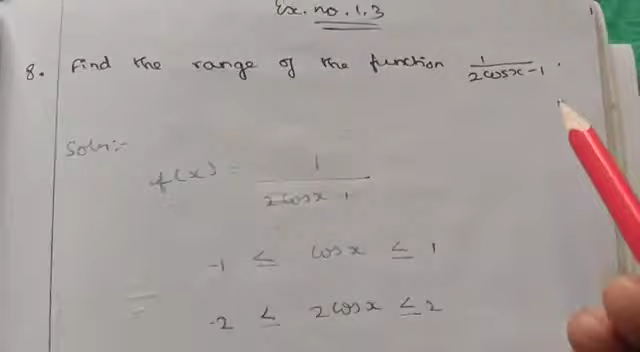 Ex. no. 1.3
8. Find the range of the function 1/(2cosx - 1).
Soln:-
f(x) = 1/(2cosx - 1)
-1 ≤ cosx ≤ 1
-2 ≤ 2cosx ≤ 2